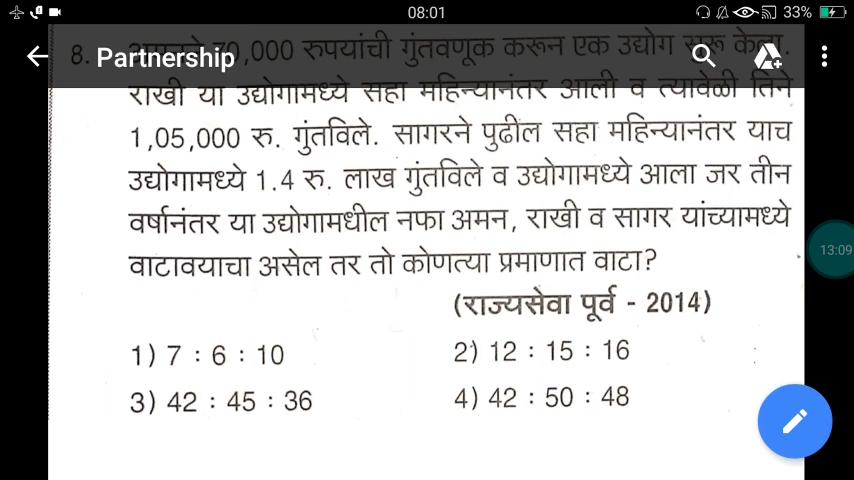 08:01
33%
Partnership
8. 70,000 रुपयांची गुंतवणूक करून एक उद्योग सुरू केला.
राखी या उद्योगामध्ये सहा महिन्यानंतर आली व त्यावेळी तिने
1,05,000 रु. गुंतविले. सागरने पुढील सहा महिन्यानंतर याच
उद्योगामध्ये 1.4 रु. लाख गुंतविले व उद्योगामध्ये आला जर तीन
वर्षानंतर या उद्योगामधील नफा अमन, राखी व सागर यांच्यामध्ये
13:09
वाटावयाचा असेल तर तो कोणत्या प्रमाणात वाटा?
(राज्यसेवा पूर्व - 2014)
1) 7 : 6 : 10
2) 12 : 15 : 16
3) 42 : 45 : 36
4) 42 : 50 : 48